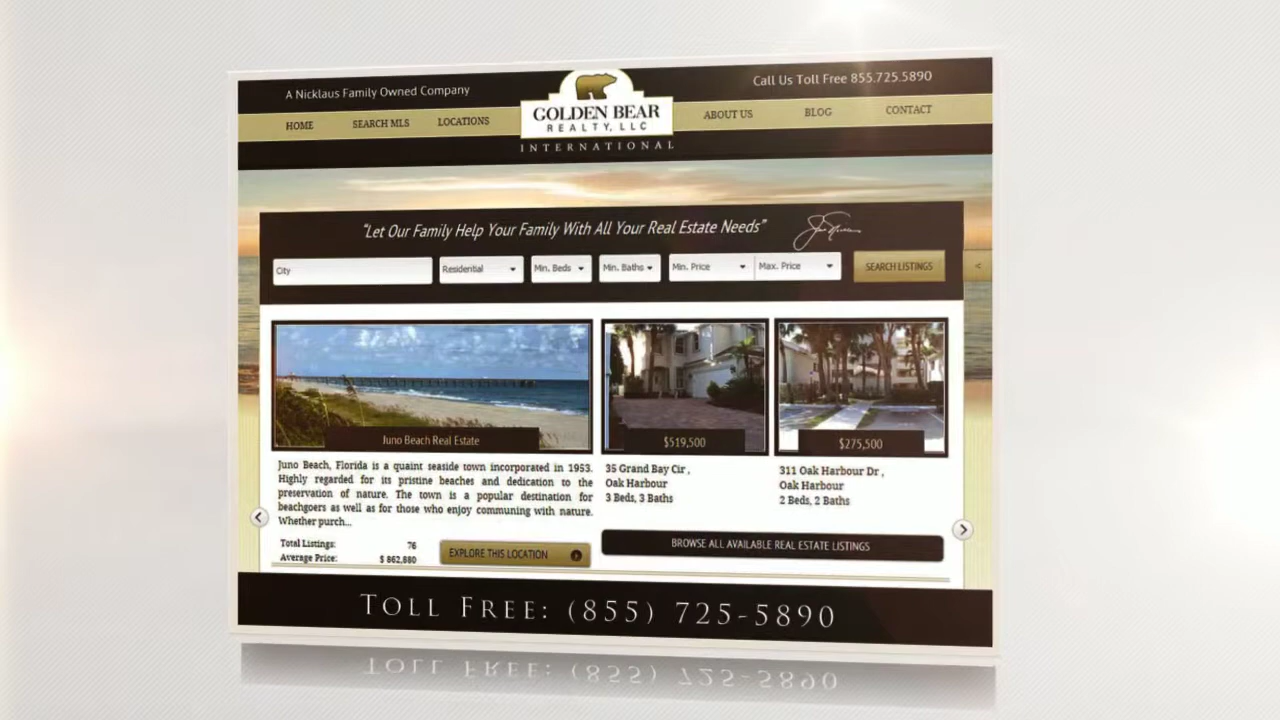 A Nicklaus Family Owned Company
Call Us Toll Free 855.725.5890
GOLDEN BEAR
REALTY, LLC
INTERNATIONAL
HOME SEARCH MLS LOCATIONS ABOUT US BLOG CONTACT
"Let Our Family Help Your Family With All Your Real Estate Needs"
City Residential Min. Beds Min. Baths Min. Price Max. Price SEARCH LISTINGS <
Juno Beach Real Estate
Juno Beach, Florida is a quaint seaside town incorporated in 1953.
Highly regarded for its pristine beaches and dedication to the
preservation of nature. The town is a popular destination for
beachgoers as well as for those who enjoy communing with nature.
Whether purch...
Total Listings: 76
Average Price: $ 862,880
EXPLORE THIS LOCATION
$519,500
35 Grand Bay Cir ,
Oak Harbour
3 Beds, 3 Baths
$275,500
311 Oak Harbour Dr ,
Oak Harbour
2 Beds, 2 Baths
BROWSE ALL AVAILABLE REAL ESTATE LISTINGS
TOLL FREE: (855) 725-5890